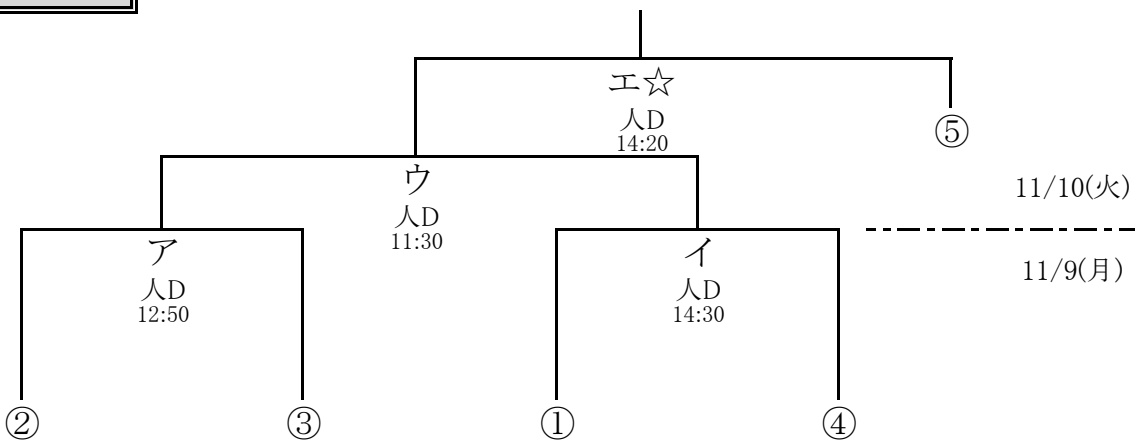 エ☆
人D
14:20
⑤
ウ
人D
11:30
11/10(火)
ア
人D
12:50
イ
人D
14:30
11/9(月)
②
③
①
④